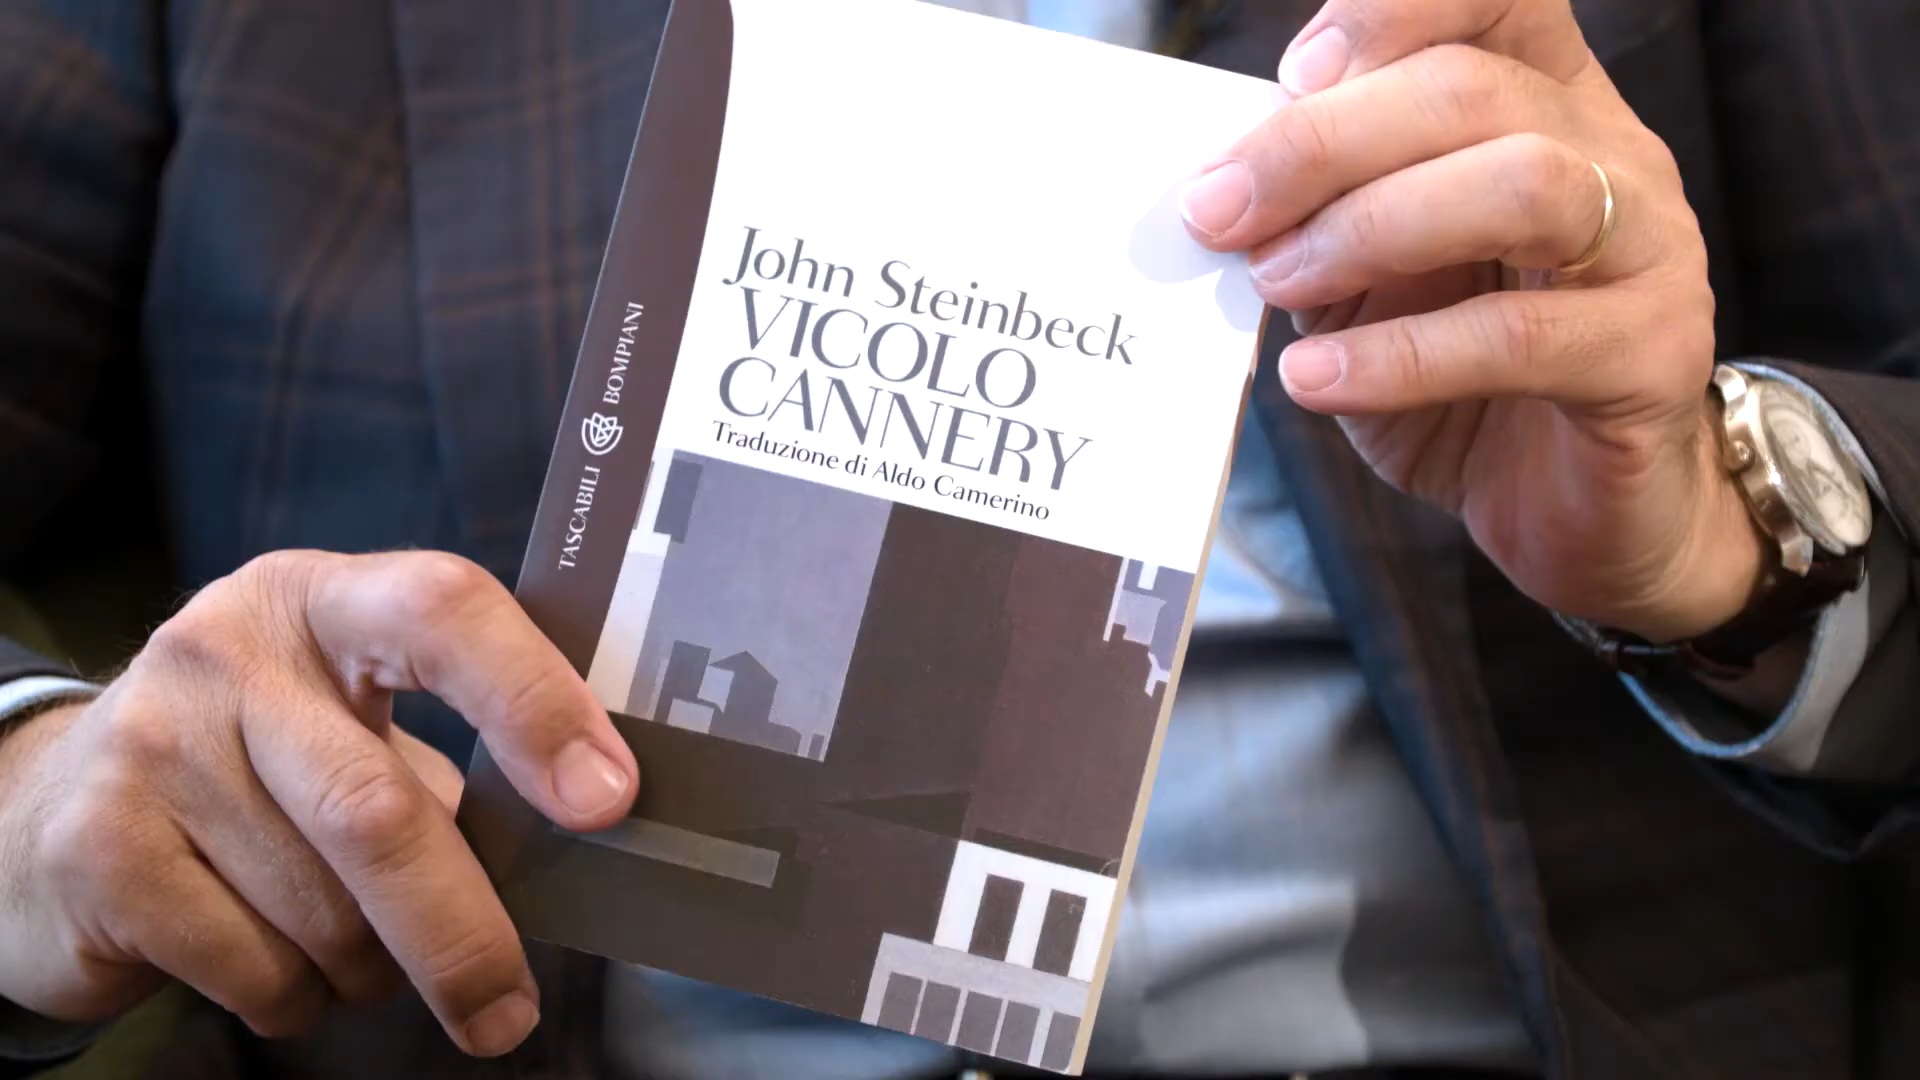 John Steinbeck
VICOLO
CANNERY
Traduzione di Aldo Camerino
TASCABILI BOMPIANI